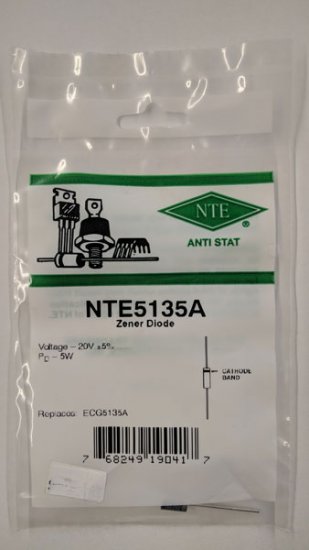 NTE
®
ANTI STAT
NTE5135A
Zener Diode
Voltage – 20V ±5%
PD – 5W
CATHODE
BAND
Replaces: ECG5135A
7 68249 19041 7